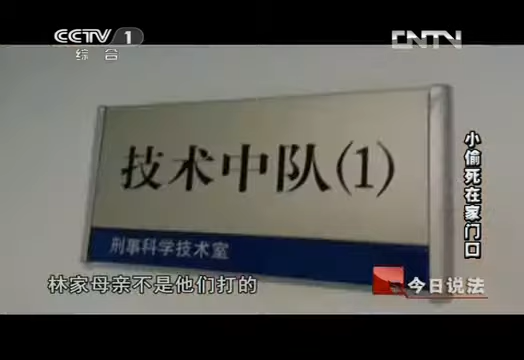 CCTV 1
综合
CNTV
技术中队(1)
刑事科学技术室
小偷死在家门口
林家母亲不是他们打的
今日说法